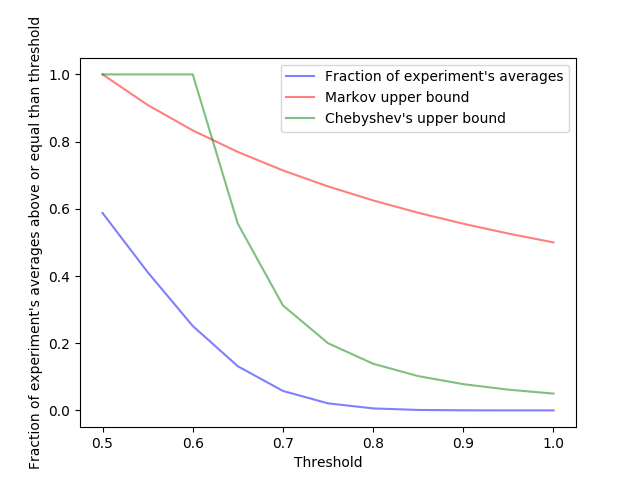 Fraction of experiment's averages above or equal than threshold
1.0
0.8
0.6
0.4
0.2
0.0
Fraction of experiment's averages
Markov upper bound
Chebyshev's upper bound
0.5 0.6 0.7 0.8 0.9 1.0
Threshold